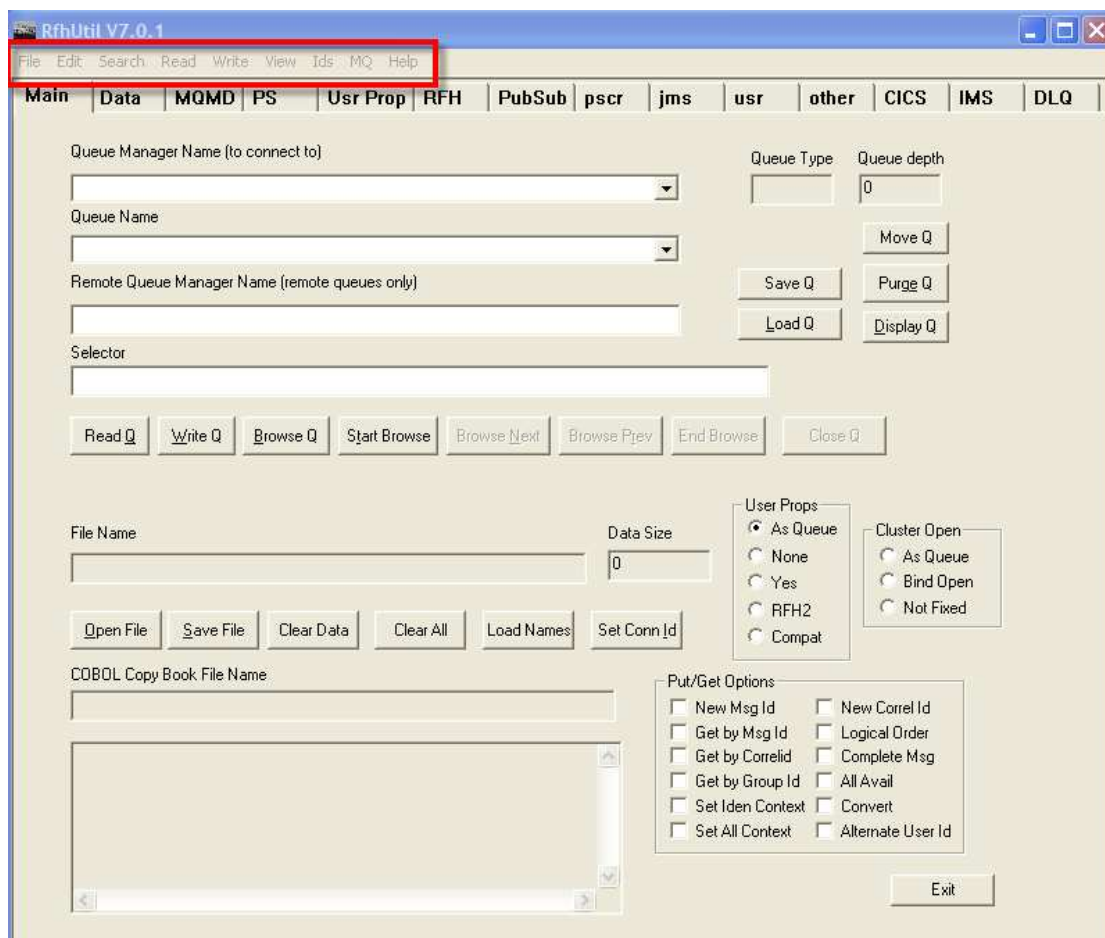 RfhUtil V7.0.1
File Edit Search Read Write View Ids MQ Help
Main Data MQMD PS Usr Prop RFH PubSub pscr jms usr other CICS IMS DLQ
Queue Manager Name (to connect to)
Queue Type Queue depth
0
Queue Name
Move Q
Remote Queue Manager Name (remote queues only)
Save Q Purge Q
Load Q Display Q
Selector
Read Q Write Q Browse Q Start Browse Browse Next Browse Prev End Browse Close Q
File Name
Data Size
0
User Props
As Queue
None
Yes
RFH2
Compat
Cluster Open
As Queue
Bind Open
Not Fixed
Open File Save File Clear Data Clear All Load Names Set Conn Id
COBOL Copy Book File Name
Put/Get Options
New Msg Id New Correl Id
Get by Msg Id Logical Order
Get by Correlid Complete Msg
Get by Group Id All Avail
Set Iden Context Convert
Set All Context Alternate User Id
Exit